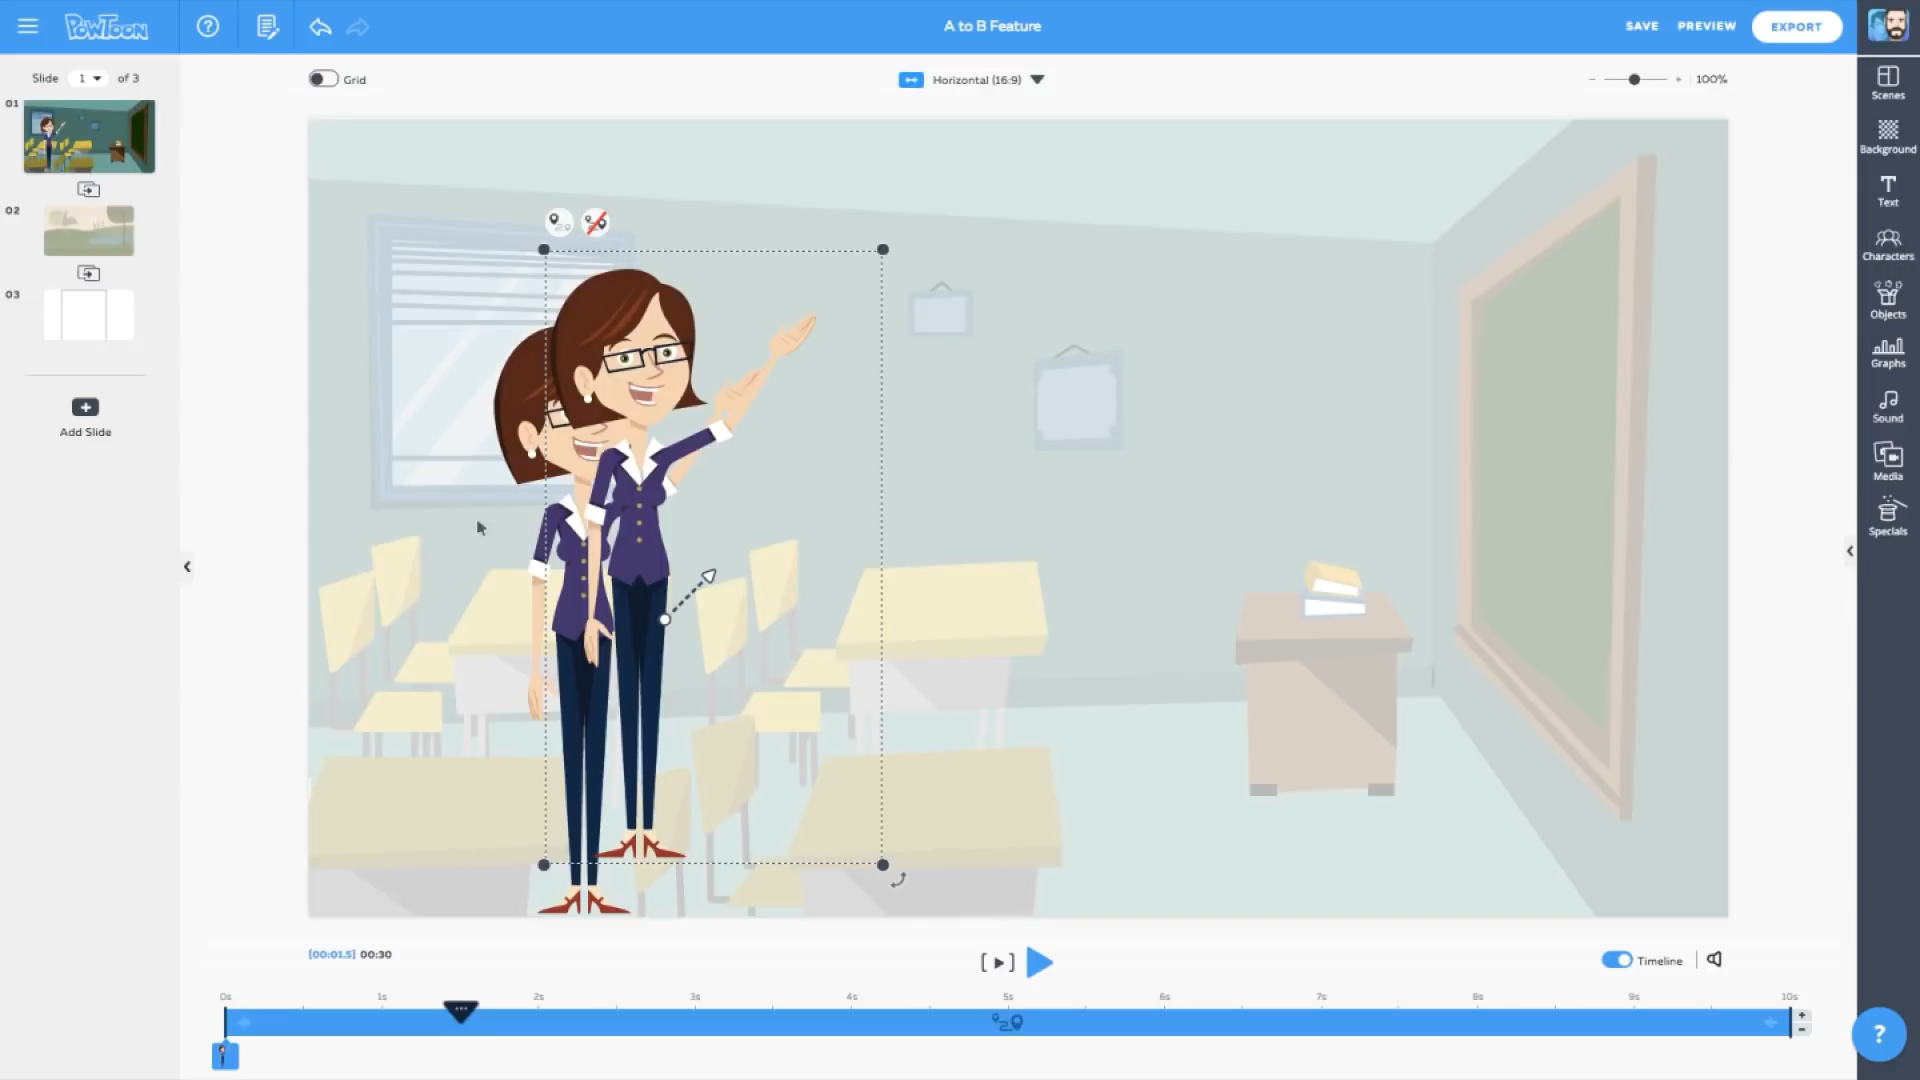 PowToon
?
A to B Feature
SAVE
PREVIEW
EXPORT
Slide 1 of 3
Grid
Horizontal (16:9)
100%
01
02
03
Add Slide
Scenes
Background
Text
Characters
Objects
Graphs
Sound
Media
Specials
[00:01.5] 00:30
Timeline
0s 1s 2s 3s 4s 5s 6s 7s 8s 9s 10s
?